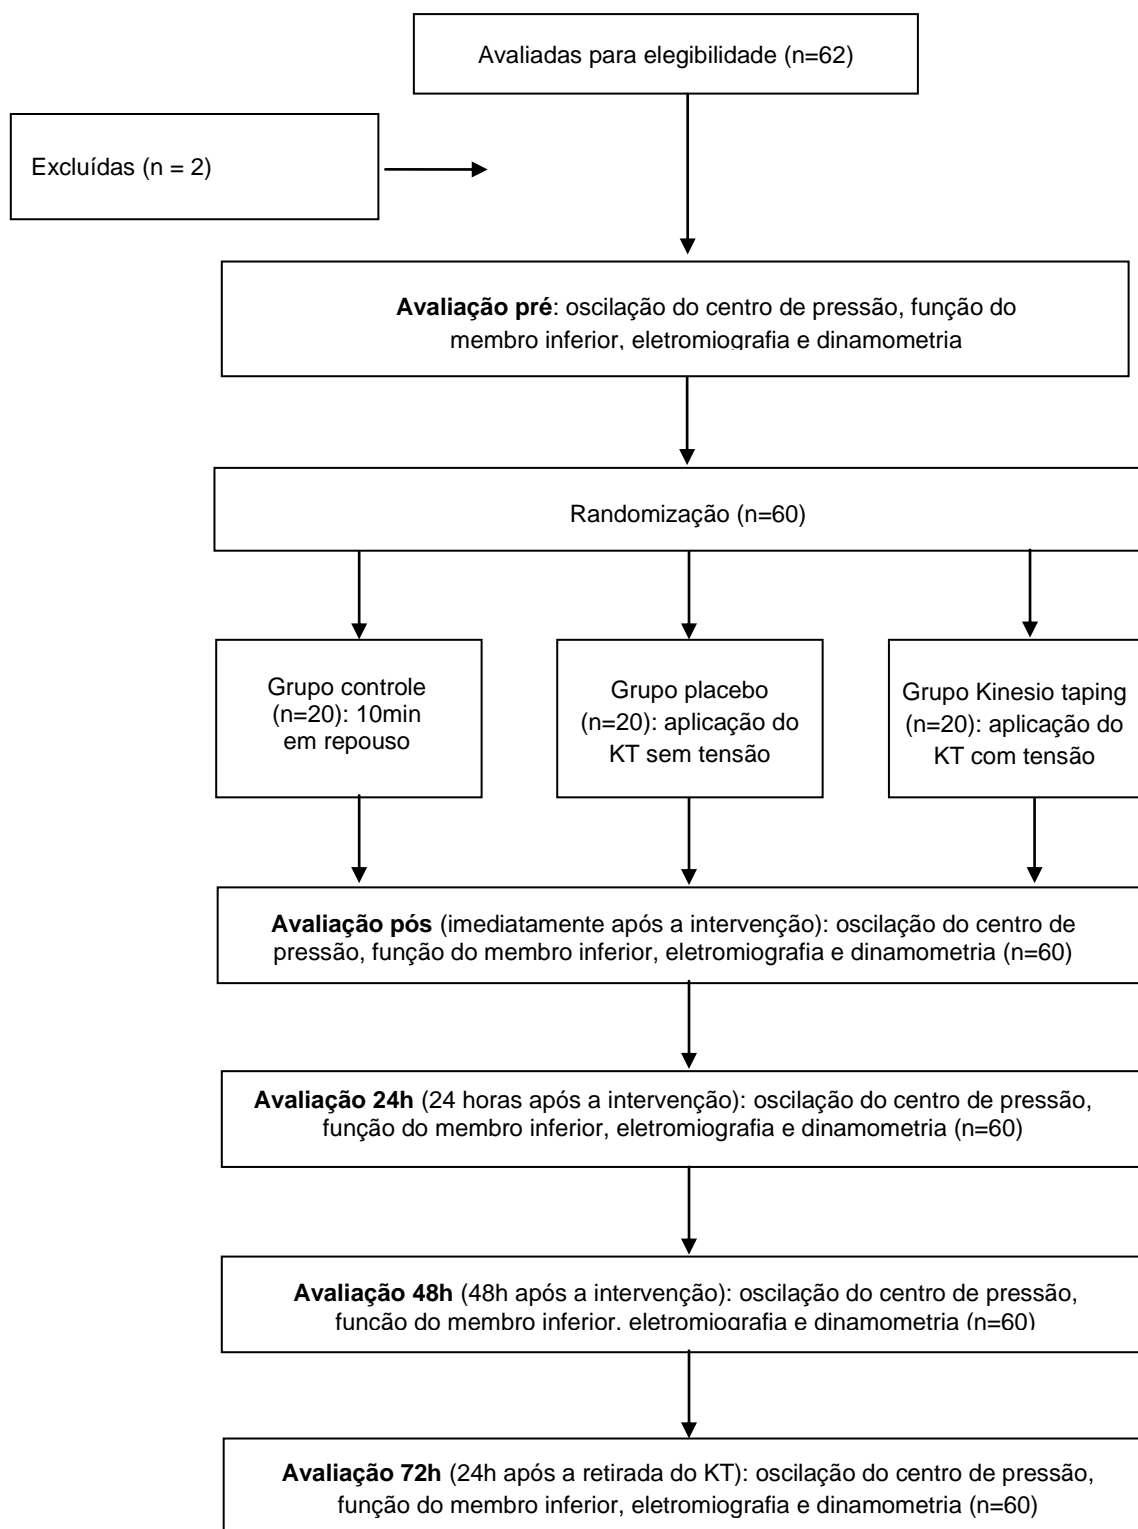 Avaliadas para elegibilidade (n=62)
Excluídas (n = 2)
Avaliação pré: oscilação do centro de pressão, função do
membro inferior, eletromiografia e dinamometria
Randomização (n=60)
Grupo controle
(n=20): 10min
em repouso
Grupo placebo
(n=20): aplicação do
KT sem tensão
Grupo Kinesio taping
(n=20): aplicação do
KT com tensão
Avaliação pós (imediatamente após a intervenção): oscilação do centro de
pressão, função do membro inferior, eletromiografia e dinamometria (n=60)
Avaliação 24h (24 horas após a intervenção): oscilação do centro de pressão,
função do membro inferior, eletromiografia e dinamometria (n=60)
Avaliação 48h (48h após a intervenção): oscilação do centro de pressão,
função do membro inferior, eletromiografia e dinamometria (n=60)
Avaliação 72h (24h após a retirada do KT): oscilação do centro de pressão,
função do membro inferior, eletromiografia e dinamometria (n=60)